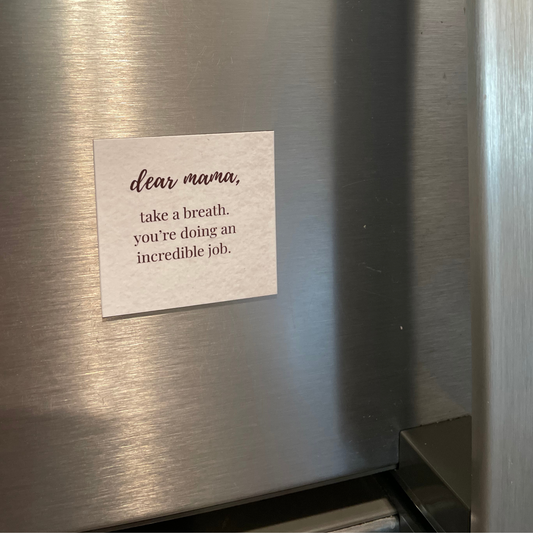 dear mama,
take a breath.
you're doing an
incredible job.